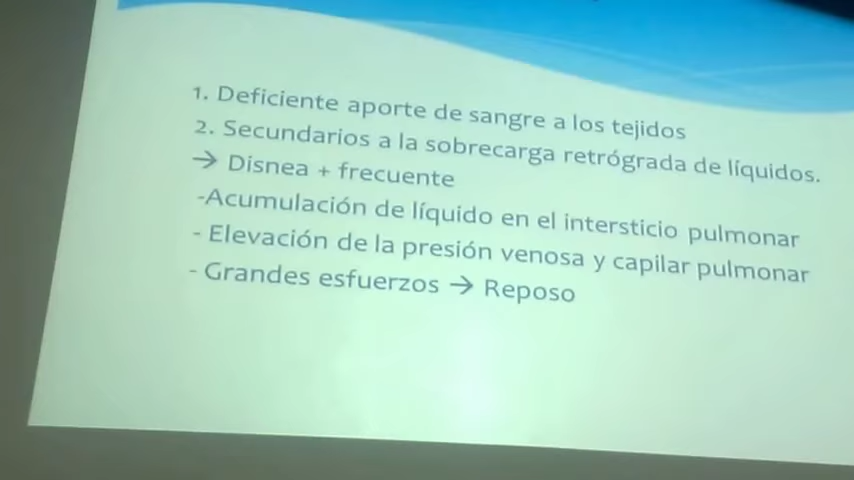 1. Deficiente aporte de sangre a los tejidos
2. Secundarios a la sobrecarga retrógrada de líquidos.
→ Disnea + frecuente
-Acumulación de líquido en el intersticio pulmonar
- Elevación de la presión venosa y capilar pulmonar
- Grandes esfuerzos → Reposo